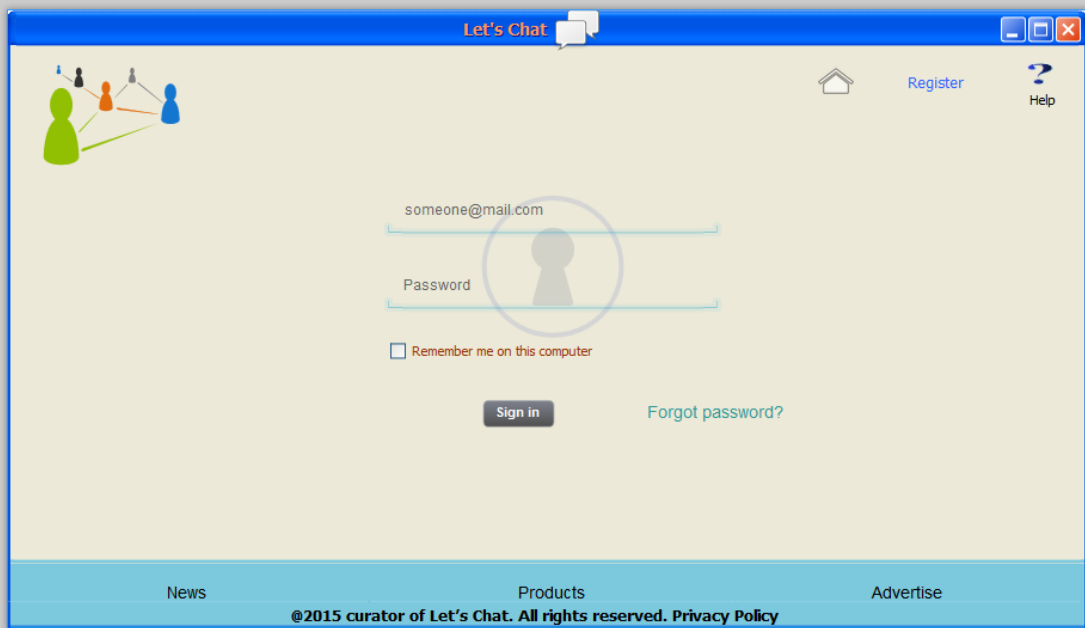 Let's Chat
Register
Help
someone@mail.com
Password
Remember me on this computer
Sign in Forgot password?
News Products Advertise
@2015 curator of Let’s Chat. All rights reserved. Privacy Policy